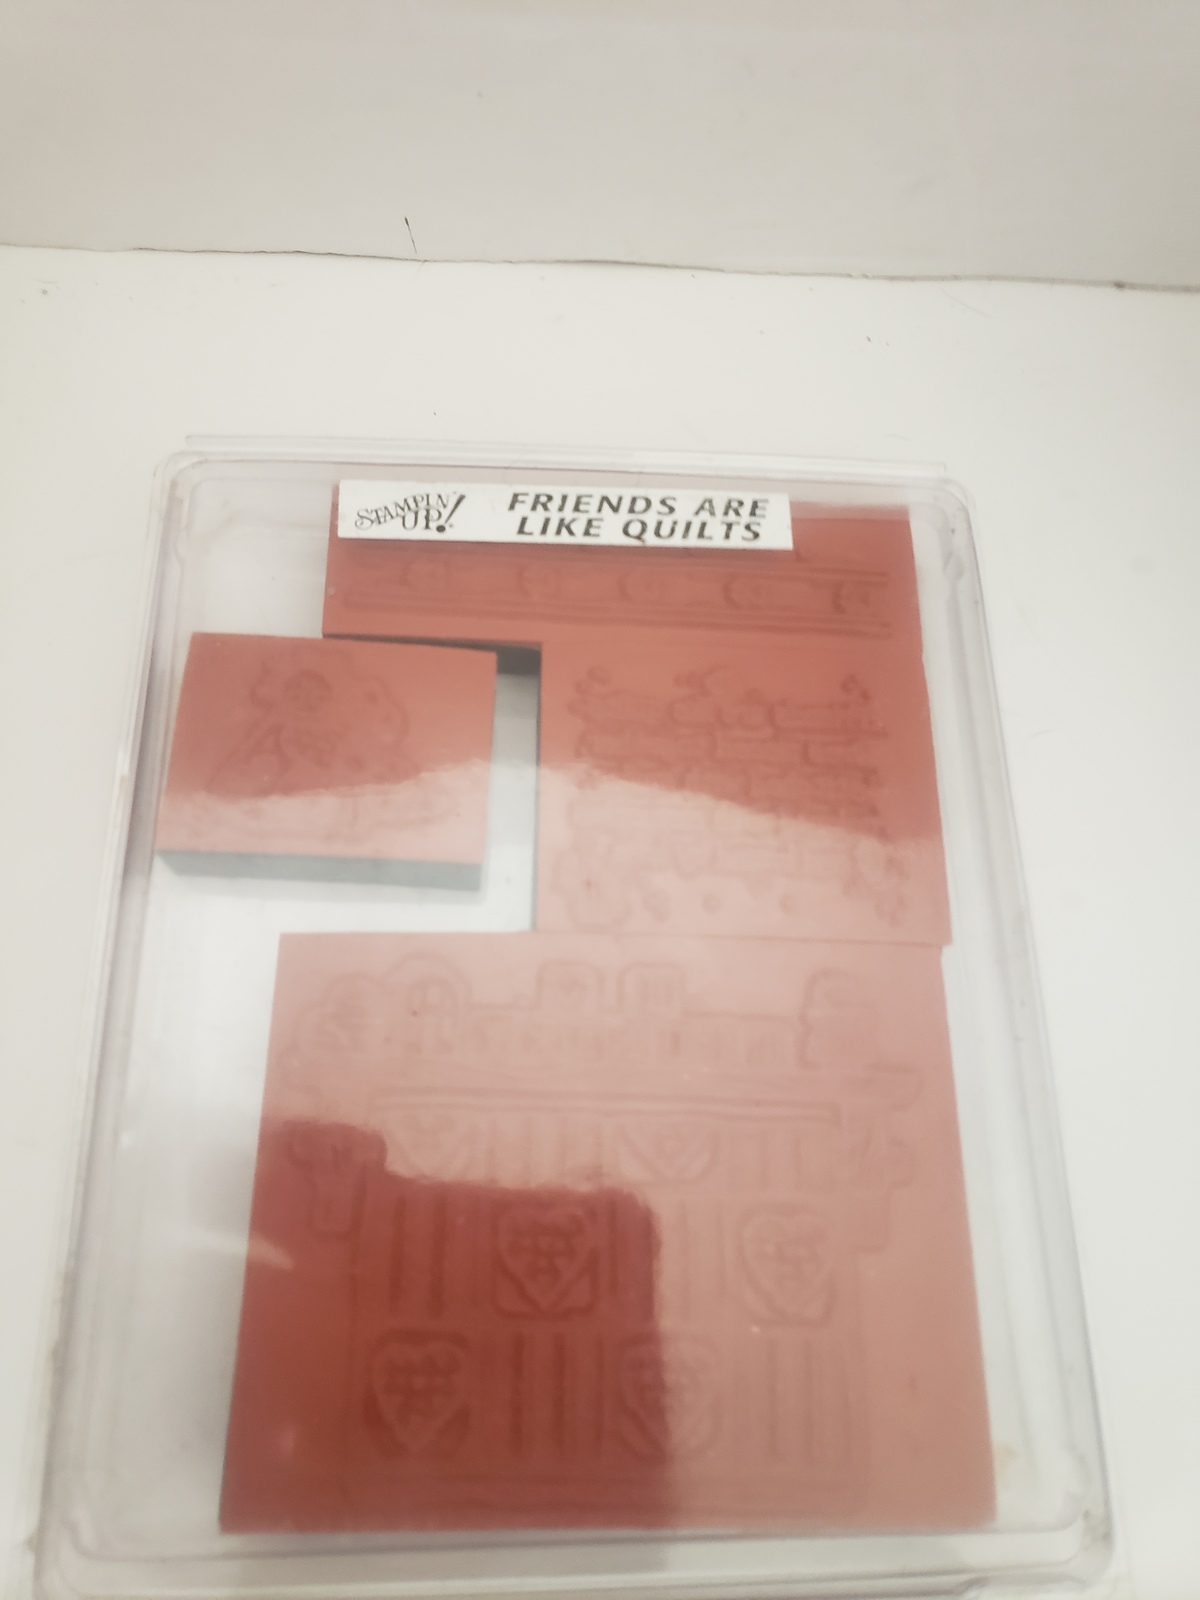 STAMPIN' UP!
FRIENDS ARE
LIKE QUILTS